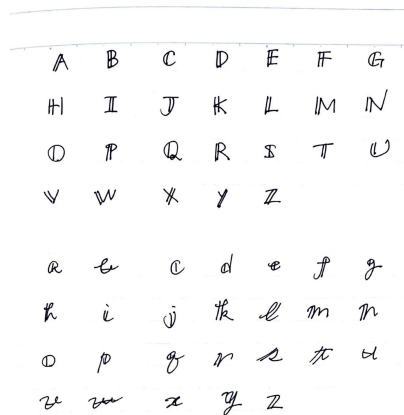 A B C D E F G
H I J K L M N
O P Q R S T U
V W X Y Z
a b c d e f g
h i j k l m n
o p q r s t u
v w x y z